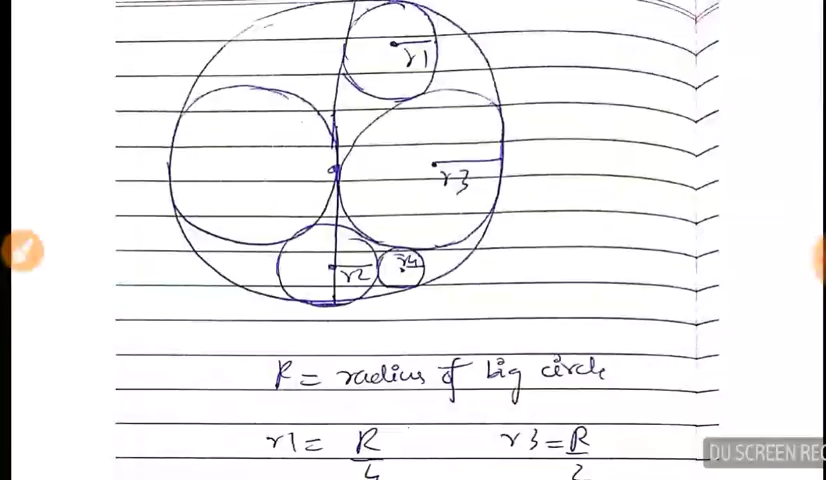 r1
r3
r2
r4
R = radius of big circle
r1 = R/4
r3 = R/2
DU SCREEN REC